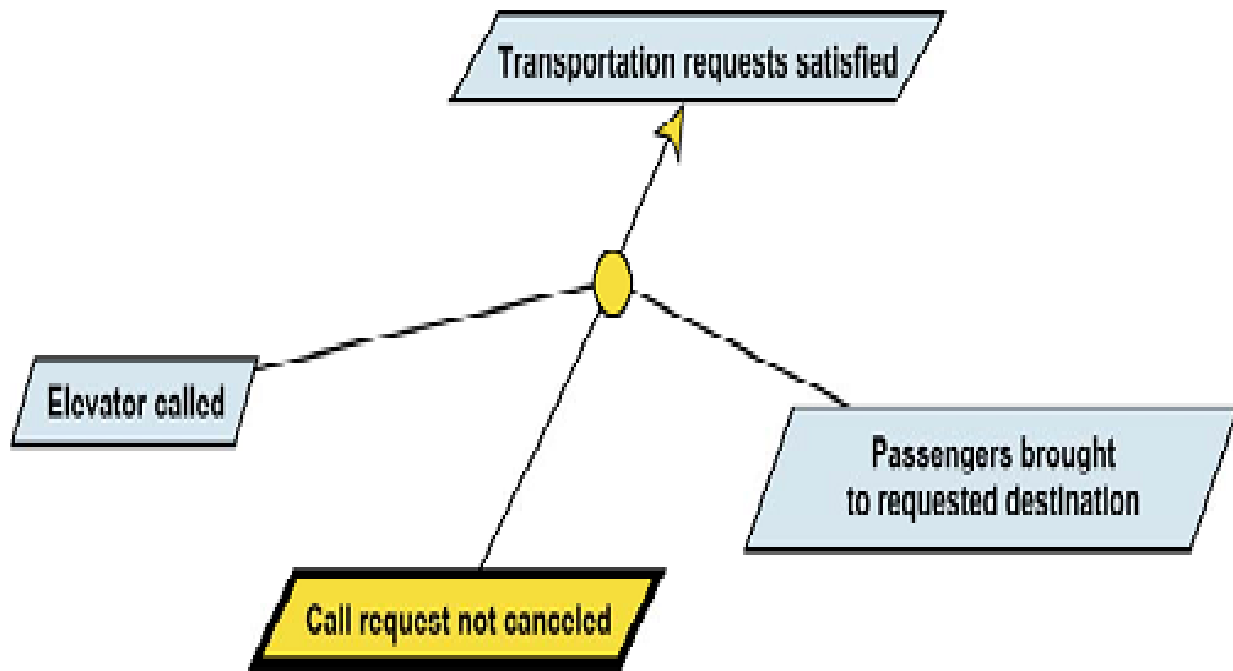 Transportation requests satisfied
Elevator called
Passengers brought
to requested destination
Call request not canceled